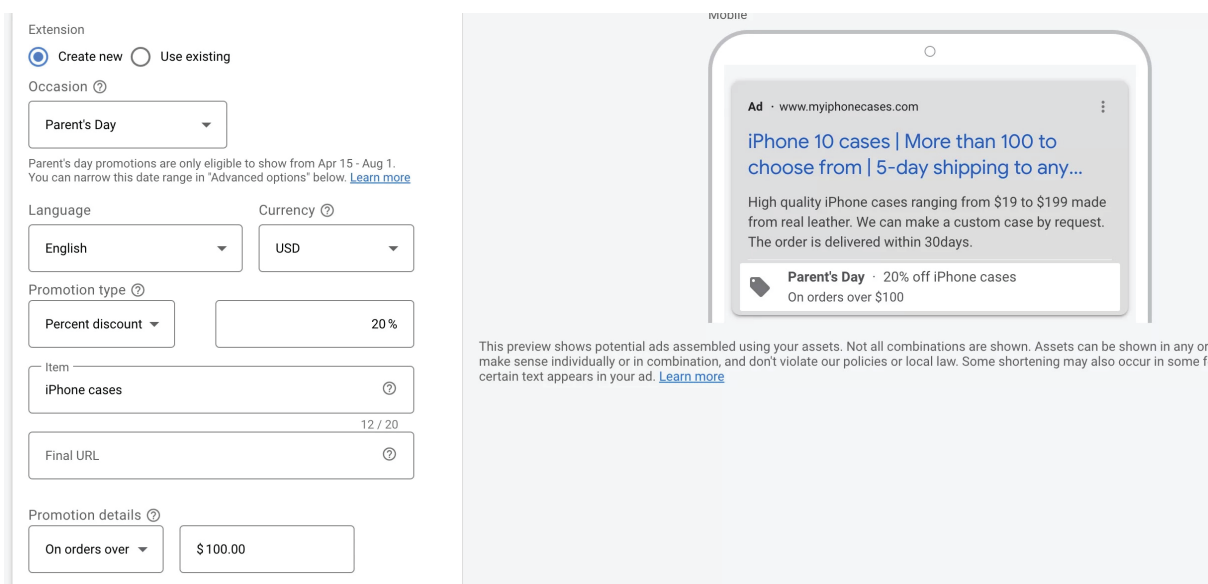 Extension
Create new Use existing
Occasion
Parent's Day
Parent's day promotions are only eligible to show from Apr 15 - Aug 1.
You can narrow this date range in "Advanced options" below. Learn more
Language Currency
English USD
Promotion type
Percent discount 20%
Item
iPhone cases
12 / 20
Final URL
Promotion details
On orders over $100.00
Mobile
Ad · www.myiphonecases.com
iPhone 10 cases | More than 100 to
choose from | 5-day shipping to any...
High quality iPhone cases ranging from $19 to $199 made
from real leather. We can make a custom case by request.
The order is delivered within 30days.
Parent's Day · 20% off iPhone cases
On orders over $100
This preview shows potential ads assembled using your assets. Not all combinations are shown. Assets can be shown in any or
make sense individually or in combination, and don't violate our policies or local law. Some shortening may also occur in some f
certain text appears in your ad. Learn more